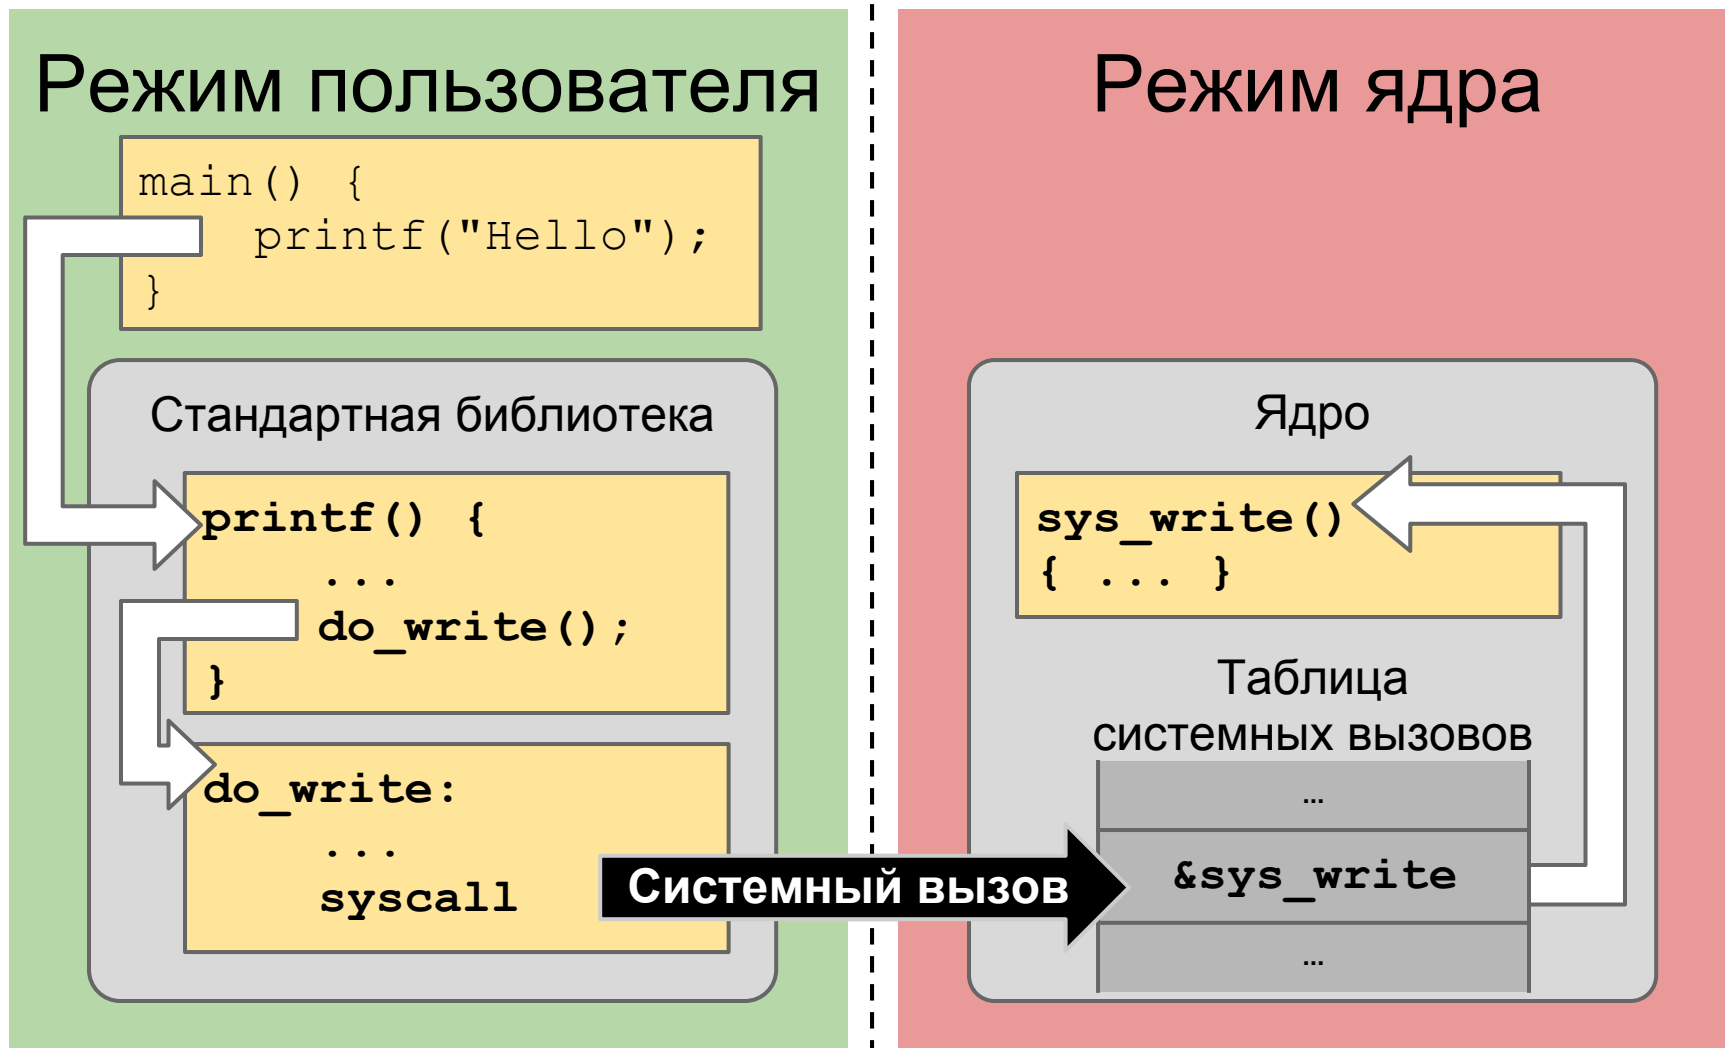 Режим пользователя
main() {
printf("Hello");
}
Стандартная библиотека
printf() {
...
do_write();
}
do_write:
...
syscall
Системный вызов
Режим ядра
Ядро
sys_write()
{ ... }
Таблица
системных вызовов
...
&sys_write
...